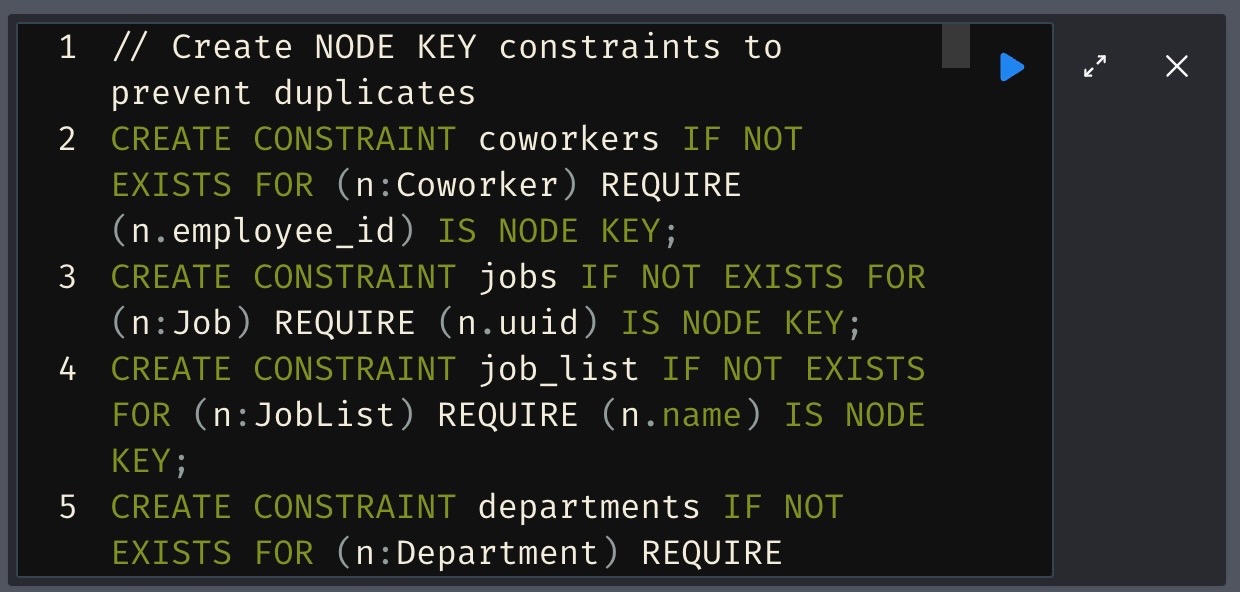 1 // Create NODE KEY constraints to
prevent duplicates
2 CREATE CONSTRAINT coworkers IF NOT
EXISTS FOR (n:Coworker) REQUIRE
(n.employee_id) IS NODE KEY;
3 CREATE CONSTRAINT jobs IF NOT EXISTS FOR
(n:Job) REQUIRE (n.uuid) IS NODE KEY;
4 CREATE CONSTRAINT job_list IF NOT EXISTS
FOR (n:JobList) REQUIRE (n.name) IS NODE
KEY;
5 CREATE CONSTRAINT departments IF NOT
EXISTS FOR (n:Department) REQUIRE